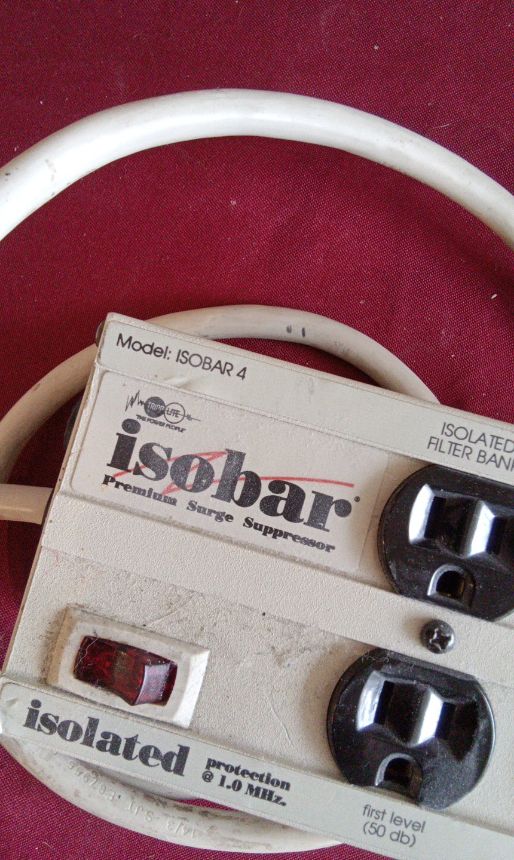 Model: ISOBAR 4
ISOLATED
FILTER BANK
TRIPP LITE
"THE POWER PEOPLE"
isobar®
Premium Surge Suppressor
isolated
protection
@ 1.0 MHz.
first level
(50 db)